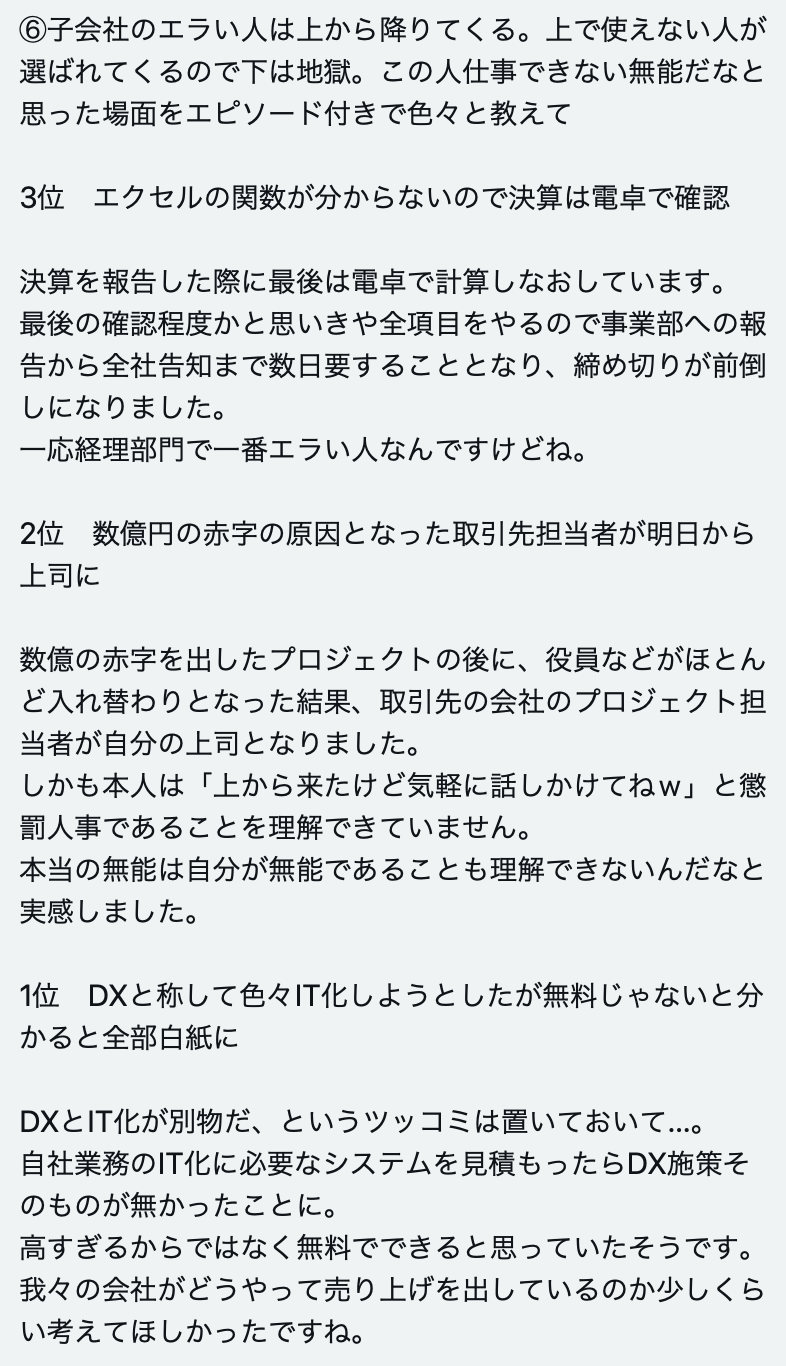 ⑥子会社のエラい人は上から降りてくる。上で使えない人が
選ばれてくるので下は地獄。この人仕事できない無能だなと
思った場面をエピソード付きで色々と教えて
3位　エクセルの関数が分からないので決算は電卓で確認
決算を報告した際に最後は電卓で計算しなおしています。
最後の確認程度かと思いきや全項目をやるので事業部への報
告から全社告知まで数日要することとなり、締め切りが前倒
しになりました。
一応経理部門で一番エラい人なんですけどね。
2位　数億円の赤字の原因となった取引先担当者が明日から
上司に
数億の赤字を出したプロジェクトの後に、役員などがほとん
ど入れ替わりとなった結果、取引先の会社のプロジェクト担
当者が自分の上司となりました。
しかも本人は「上から来たけど気軽に話しかけてねｗ」と懲
罰人事であることを理解できていません。
本当の無能は自分が無能であることも理解できないんだなと
実感しました。
1位　DXと称して色々IT化しようとしたが無料じゃないと分
かると全部白紙に
DXとIT化が別物だ、というツッコミは置いておいて…。
自社業務のIT化に必要なシステムを見積もったらDX施策そ
のものが無かったことに。
高すぎるからではなく無料でできると思っていたそうです。
我々の会社がどうやって売り上げを出しているのか少しくら
い考えてほしかったですね。